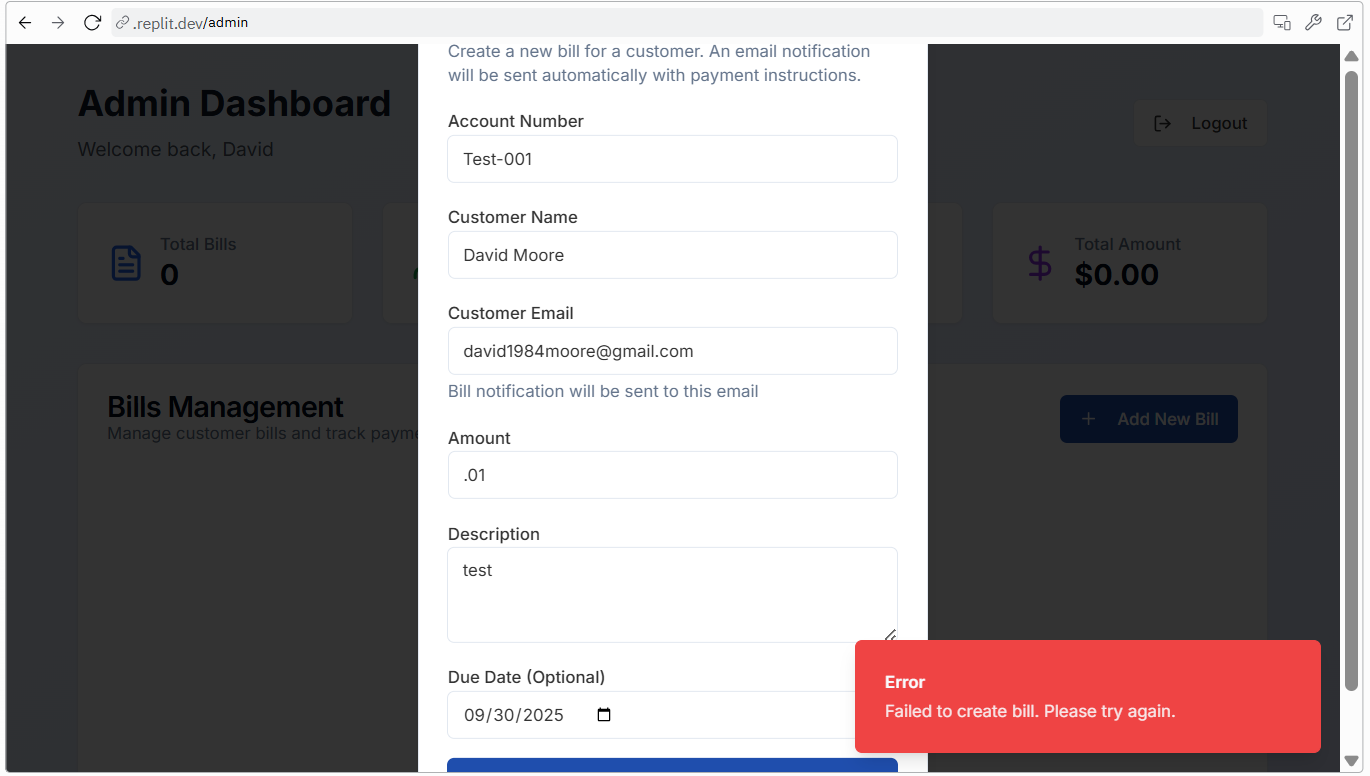 .replit.dev/admin
Create a new bill for a customer. An email notification
will be sent automatically with payment instructions.
Admin Dashboard
Welcome back, David
Logout
Total Bills
0
Total Amount
$0.00
Account Number
Test-001
Customer Name
David Moore
Customer Email
david1984moore@gmail.com
Bill notification will be sent to this email
Bills Management
Manage customer bills and track payme
Add New Bill
Amount
.01
Description
test
Due Date (Optional)
09/30/2025
Error
Failed to create bill. Please try again.